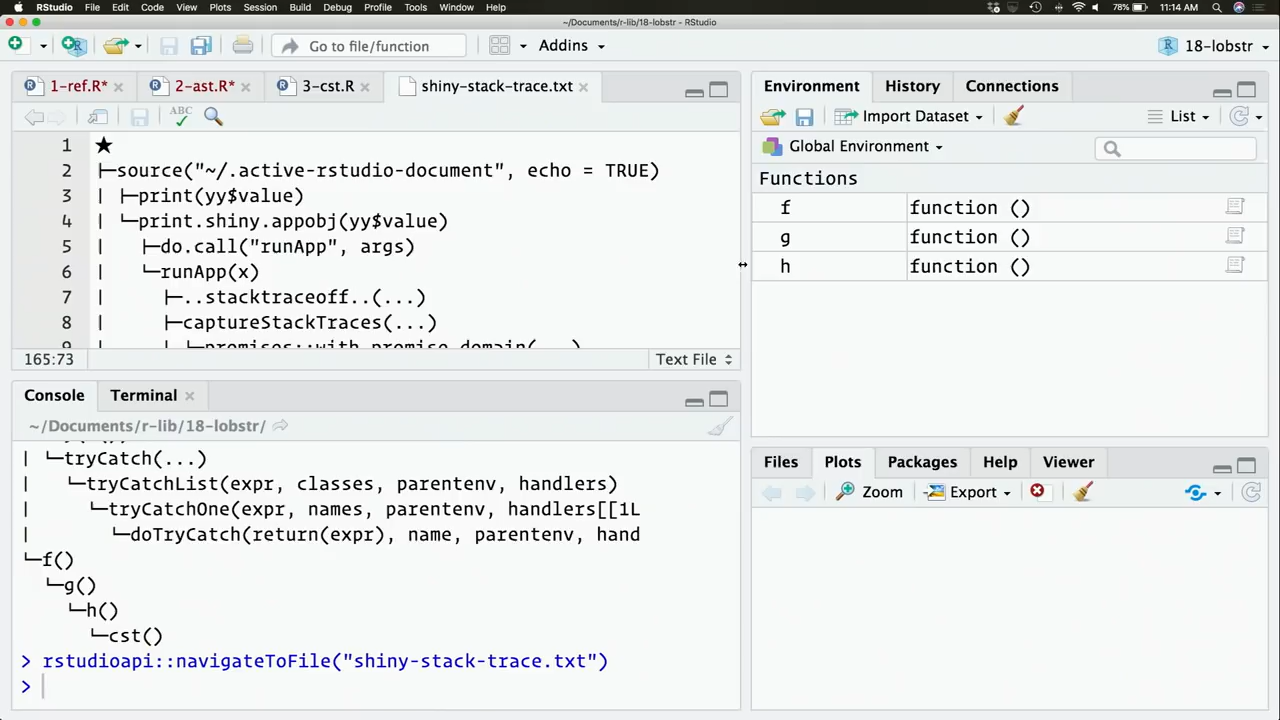 RStudio File Edit Code View Plots Session Build Debug Profile Tools Window Help 78% 11:14 AM
~/Documents/r-lib/18-lobstr - RStudio
Go to file/function Addins 18-lobstr
1-ref.R* 2-ast.R* 3-cst.R shiny-stack-trace.txt
ABC
1 ★
2 ├─source("~/.active-rstudio-document", echo = TRUE)
3 | ├─print(yy$value)
4 | └─print.shiny.appobj(yy$value)
5 |   ├─do.call("runApp", args)
6 |   └─runApp(x)
7 |     ├─..stacktraceoff..(...)
8 |     ├─captureStackTraces(...)
9 |     | └─promises::with_promise_domain(...)
165:73 Text File
Console Terminal
~/Documents/r-lib/18-lobstr/
| └─tryCatch(...)
|   └─tryCatchList(expr, classes, parentenv, handlers)
|     └─tryCatchOne(expr, names, parentenv, handlers[[1L
|       └─doTryCatch(return(expr), name, parentenv, hand
└─f()
  └─g()
    └─h()
      └─cst()
> rstudioapi::navigateToFile("shiny-stack-trace.txt")
>
Environment History Connections
Import Dataset List
Global Environment
Functions
f function ()
g function ()
h function ()
Files Plots Packages Help Viewer
Zoom Export